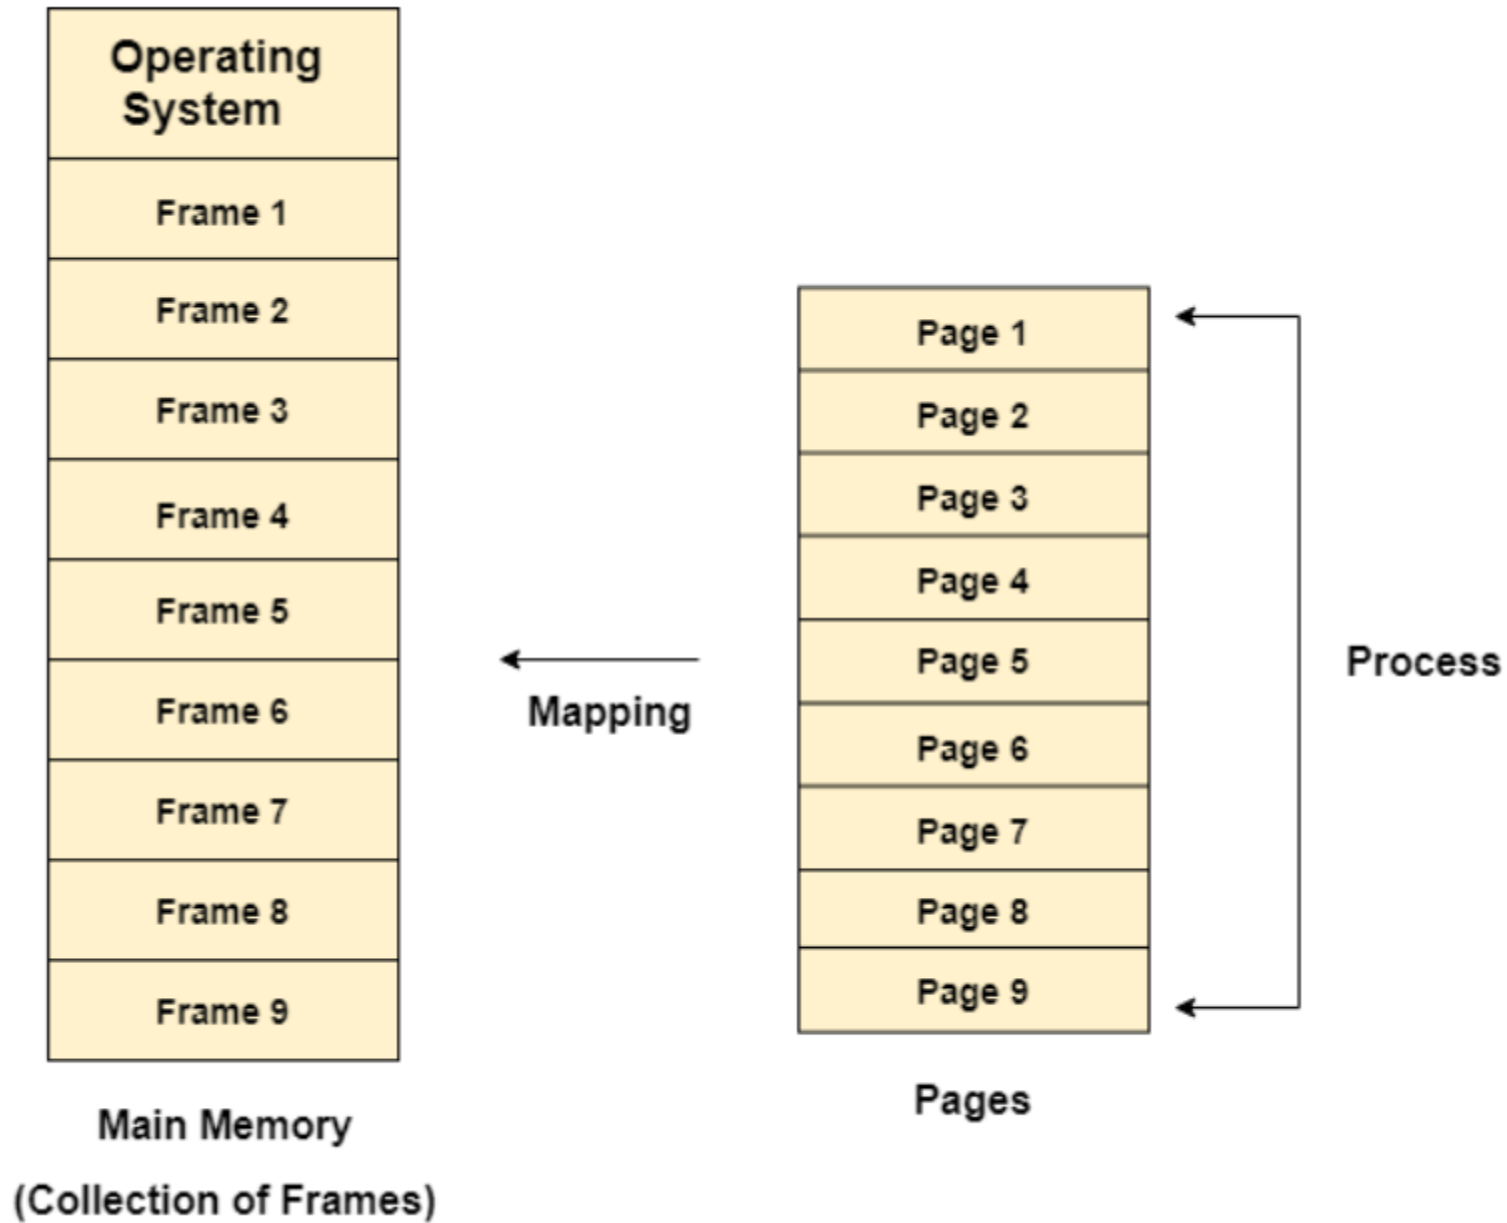 Operating
System
Frame 1
Frame 2
Frame 3
Frame 4
Frame 5
Frame 6
Frame 7
Frame 8
Frame 9
Main Memory
(Collection of Frames)
Mapping
Page 1
Page 2
Page 3
Page 4
Page 5
Page 6
Page 7
Page 8
Page 9
Pages
Process